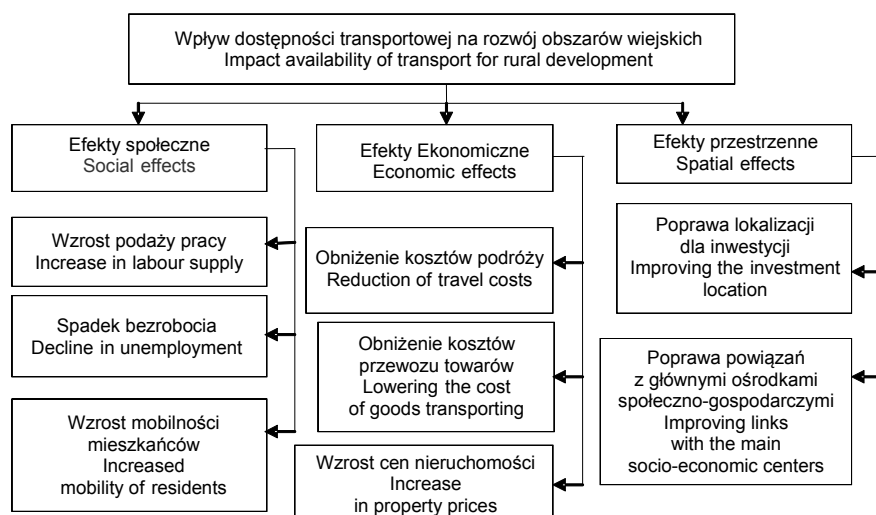 Wpływ dostępności transportowej na rozwój obszarów wiejskich
Impact availability of transport for rural development
Efekty społeczne
Social effects
Wzrost podaży pracy
Increase in labour supply
Spadek bezrobocia
Decline in unemployment
Wzrost mobilności
mieszkańców
Increased
mobility of residents
Efekty Ekonomiczne
Economic effects
Obniżenie kosztów podróży
Reduction of travel costs
Obniżenie kosztów
przewozu towarów
Lowering the cost
of goods transporting
Wzrost cen nieruchomości
Increase
in property prices
Efekty przestrzenne
Spatial effects
Poprawa lokalizacji
dla inwestycji
Improving the investment
location
Poprawa powiązań
z głównymi ośrodkami
społeczno-gospodarczymi
Improving links
with the main
socio-economic centers